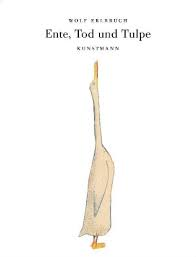 WOLF ERLBRUCH
Ente, Tod und Tulpe
KUNSTMANN